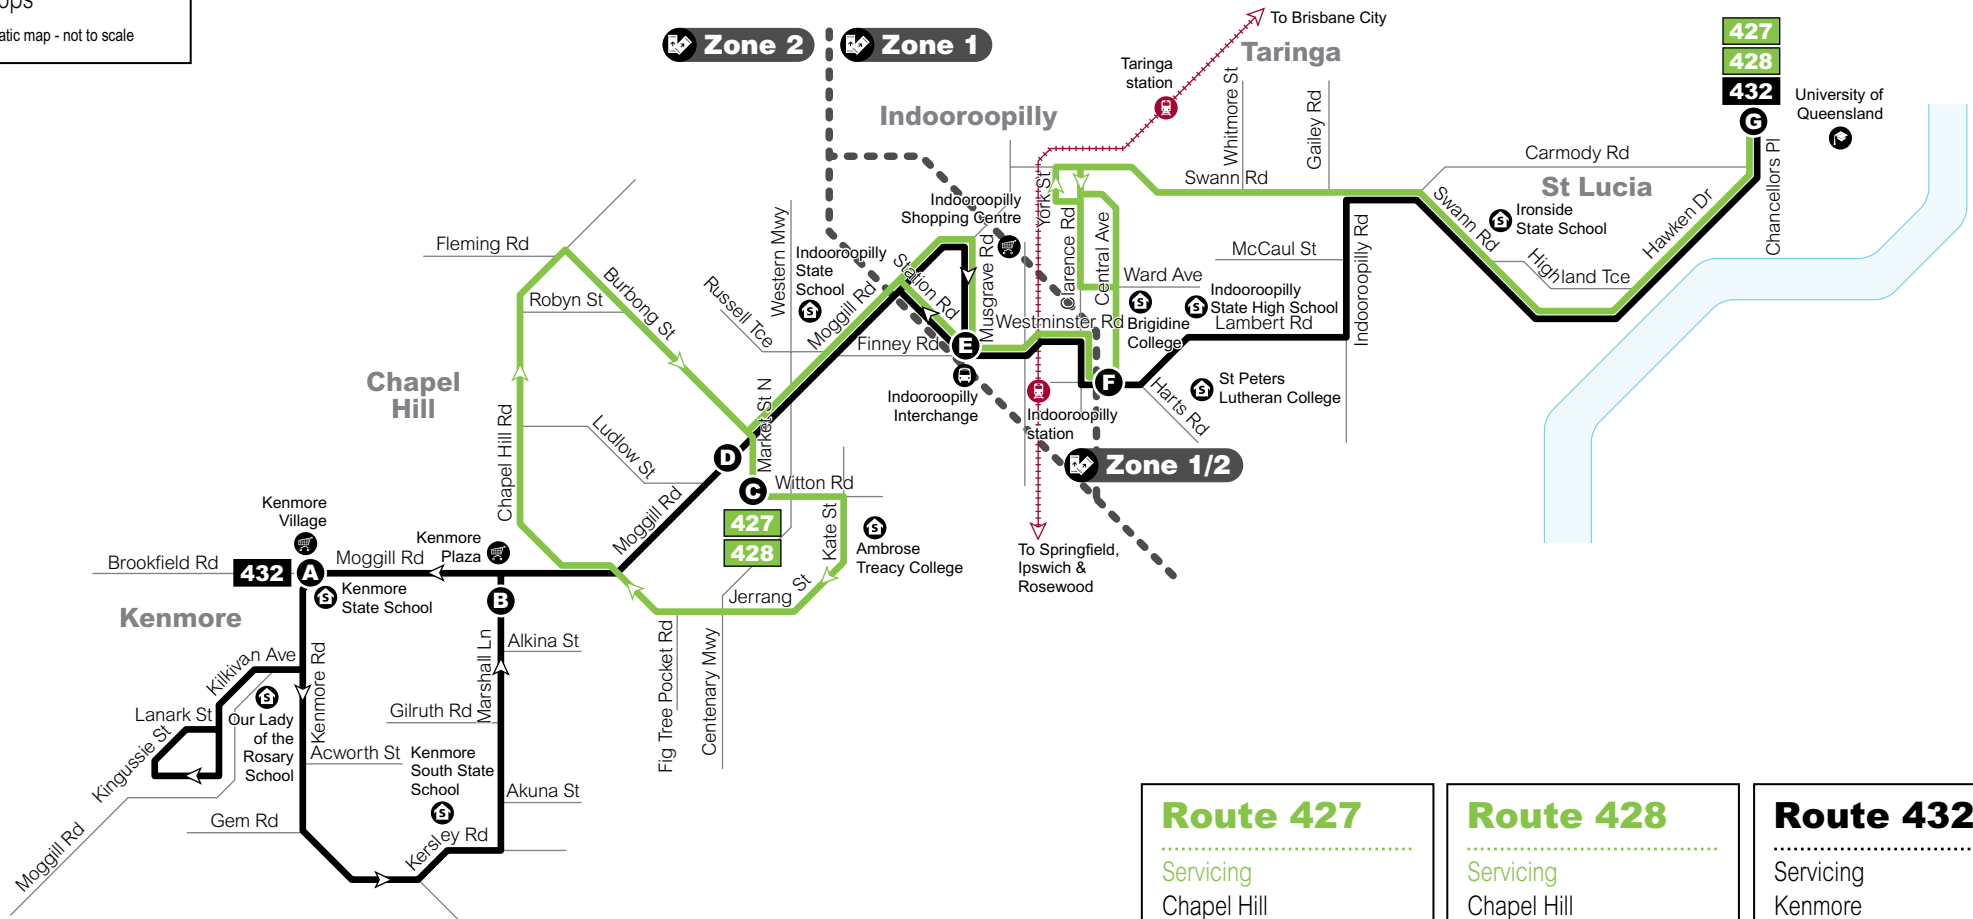 atic map - not to scale
Zone 2
Zone 1
To Brisbane City
Taringa
Taringa
station
427
428
432
University of
Queensland
G
Indooroopilly
Whitmore St
Gailey Rd
Carmody Rd
Chancellors Pl
St Lucia
Swann Rd
York St
Swann Rd
Ironside
State School
Hawken Dr
Highland Tce
Indooroopilly
Shopping Centre
Clarence Rd
Central Ave
McCaul St
Indooroopilly Rd
Ward Ave
Indooroopilly
State High School
Lambert Rd
Brigidine
College
Westminster Rd
Musgrave Rd
Station Rd
Fleming Rd
Western Mwy
Indooroopilly
State
School
Robyn St
Burbong St
Russell Tce
Moggill Rd
Finney Rd
E
F
Indooroopilly
Interchange
Indooroopilly
station
Harts Rd
St Peters
Lutheran College
Chapel
Hill
Chapel Hill Rd
Ludlow St
Market St N
D
C
Witton Rd
Zone 1/2
427
428
Kate St
Ambrose
Treacy College
To Springfield,
Ipswich &
Rosewood
Moggill Rd
Jerrang St
Kenmore
Village
Kenmore
Plaza
Brookfield Rd
432
A
Moggill Rd
Kenmore
State School
B
Kenmore
Alkina St
Fig Tree Pocket Rd
Centenary Mwy
Marshall Ln
Kenmore Rd
Kilkivan Ave
Lanark St
Kingussie St
Our Lady
of the
Rosary
School
Gilruth Rd
Acworth St
Kenmore
South State
School
Akuna St
Gem Rd
Kersley Rd
Moggill Rd
Route 427
Servicing
Chapel Hill
Route 428
Servicing
Chapel Hill
Route 432
Servicing
Kenmore